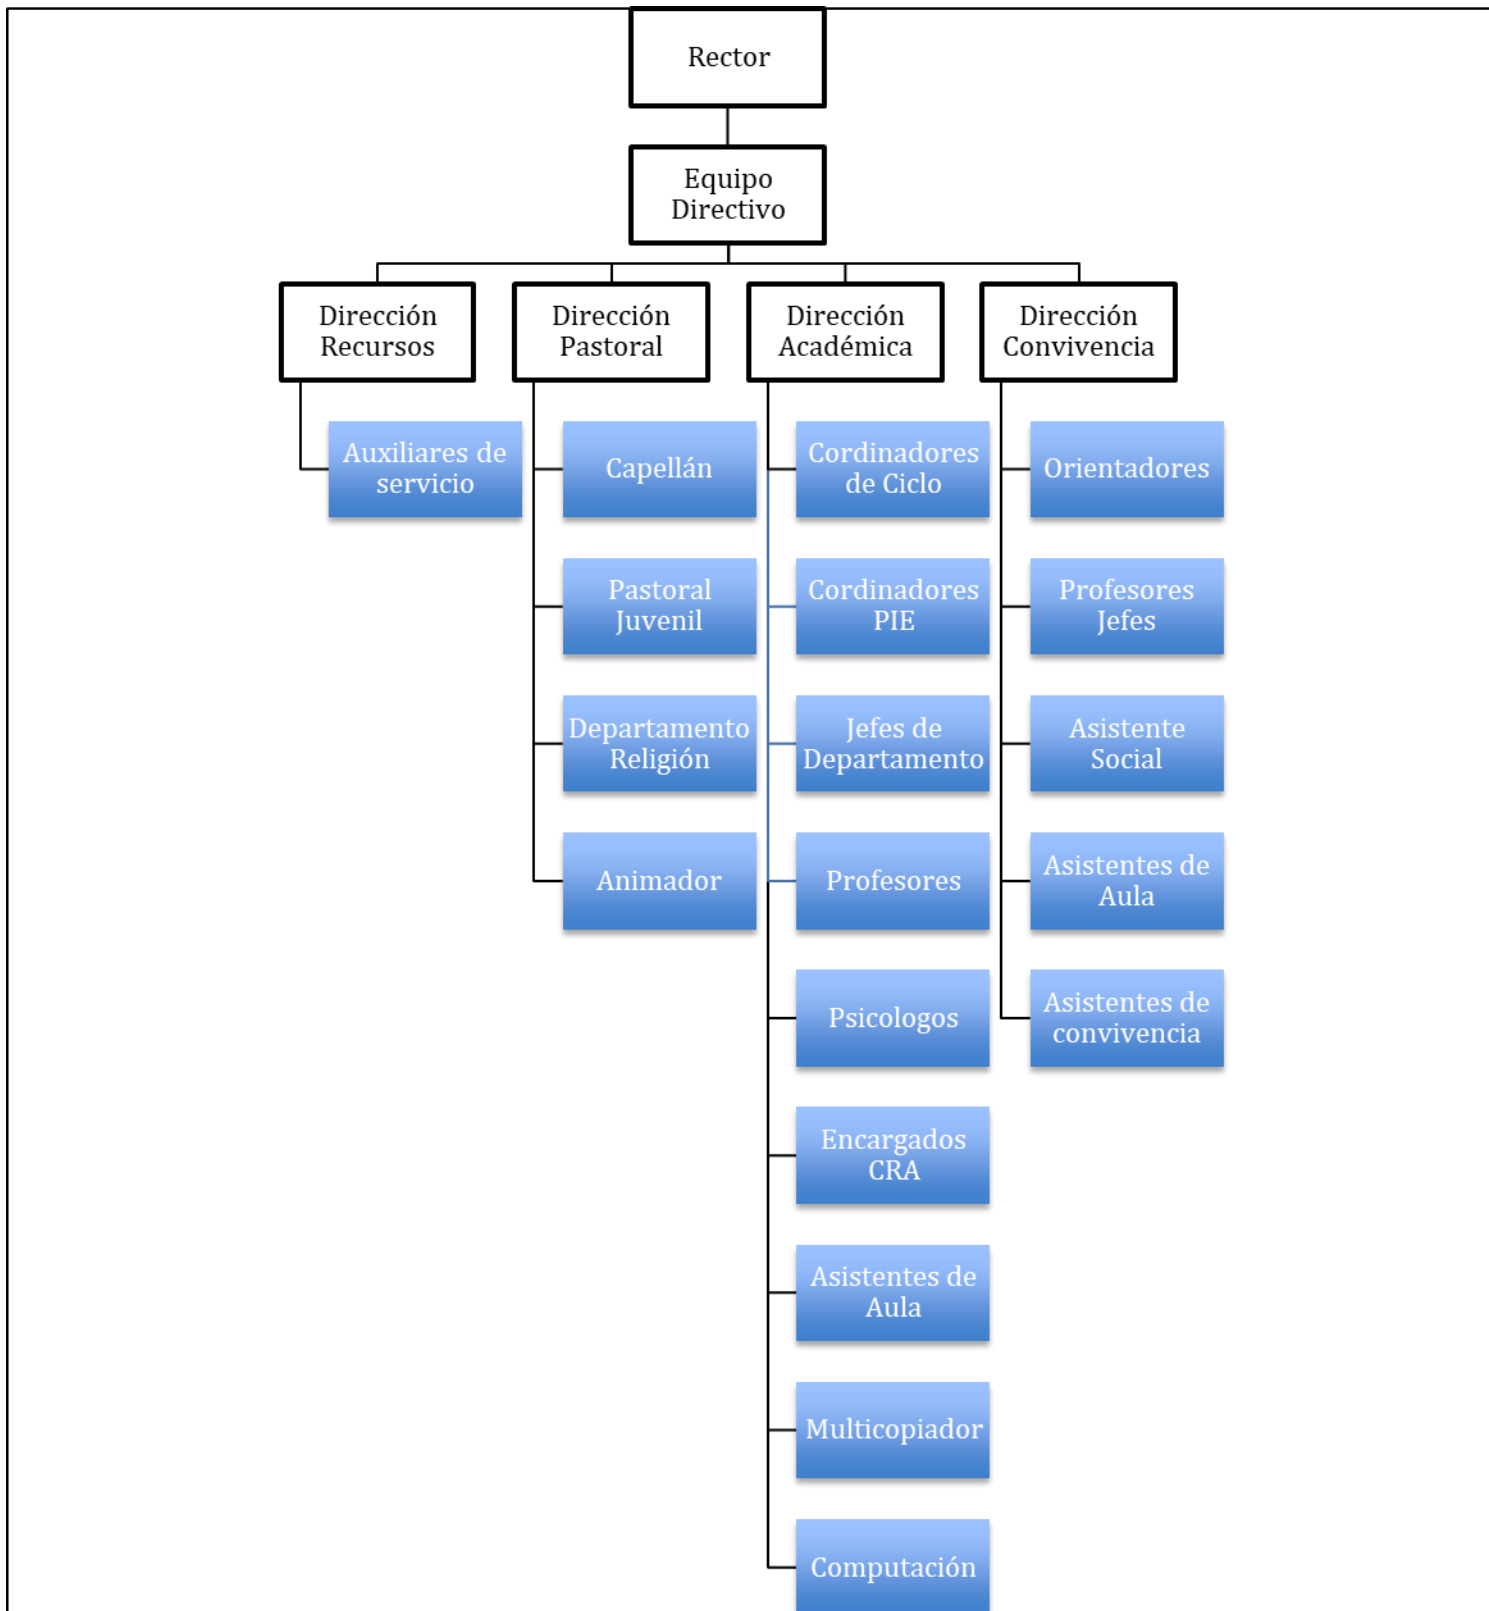 Rector
Equipo
Directivo
Dirección
Recursos
Dirección
Pastoral
Dirección
Académica
Dirección
Convivencia
Auxiliares de
servicio
Capellán
Pastoral
Juvenil
Departamento
Religión
Animador
Cordinadores
de Ciclo
Cordinadores
PIE
Jefes de
Departamento
Profesores
Psicologos
Encargados
CRA
Asistentes de
Aula
Multicopiador
Computación
Orientadores
Profesores
Jefes
Asistente
Social
Asistentes de
Aula
Asistentes de
convivencia